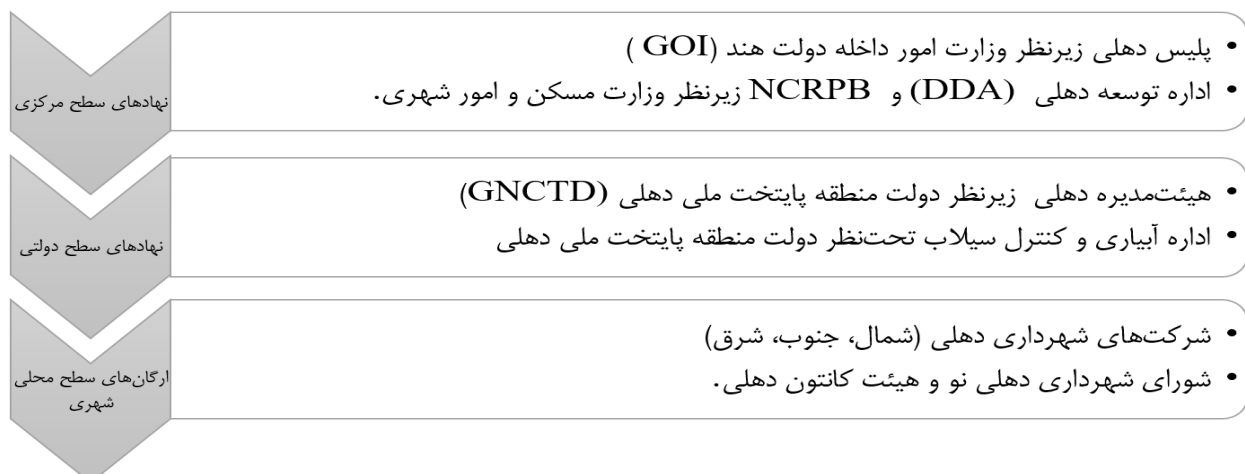 نهادهای سطح مرکزی
• پلیس دهلی زیرنظر وزارت امور داخله دولت هند (GOI )
• اداره توسعه دهلی (DDA) و NCRPB زیرنظر وزارت مسکن و امور شهری.
نهادهای سطح دولتی
• هیئت‌مدیره دهلی زیرنظر دولت منطقه پایتخت ملی دهلی (GNCTD)
• اداره آبیاری و کنترل سیلاب تحت‌نظر دولت منطقه پایتخت ملی دهلی
ارگان‌های سطح محلی
شهری
• شرکت‌های شهرداری دهلی (شمال، جنوب، شرق)
• شورای شهرداری دهلی نو و هیئت کانتون دهلی.